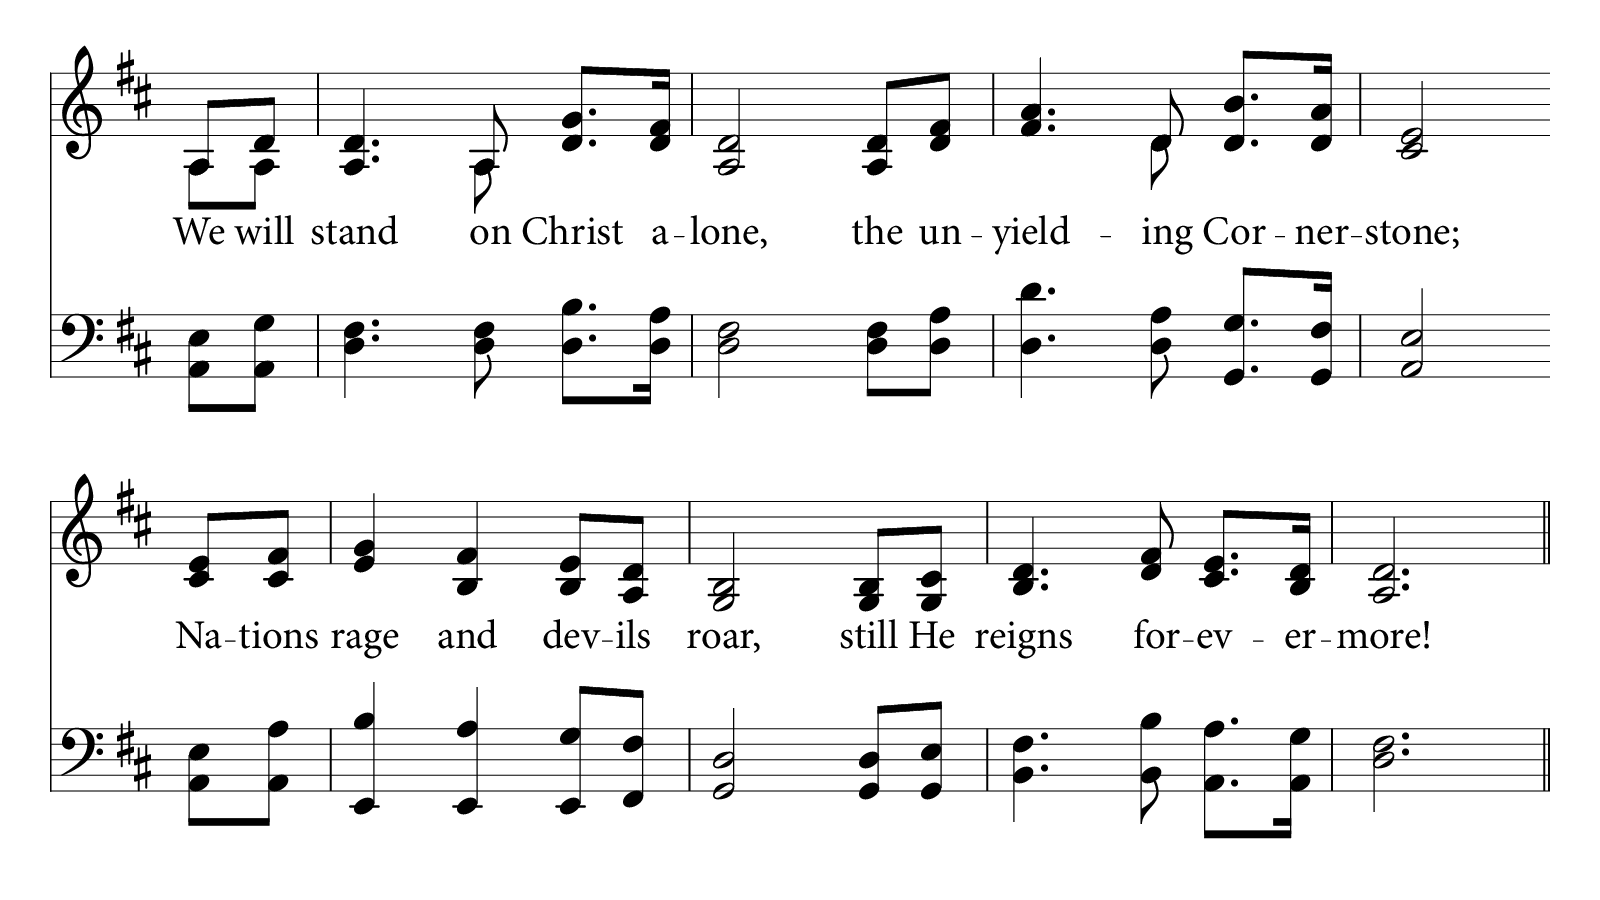 We will stand on Christ a-lone, the un-yield-ing Cor-ner-stone;
Na-tions rage and dev-ils roar, still He reigns for-ev-er-more!